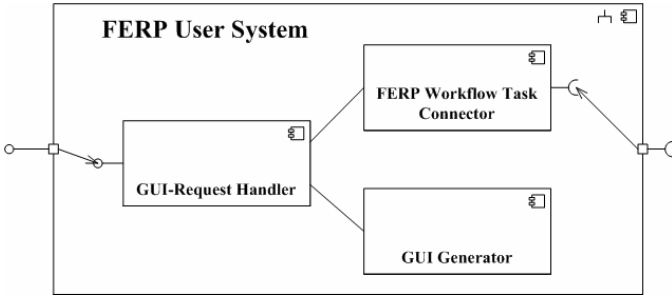 FERP User System
FERP Workflow Task
Connector
GUI-Request Handler
GUI Generator